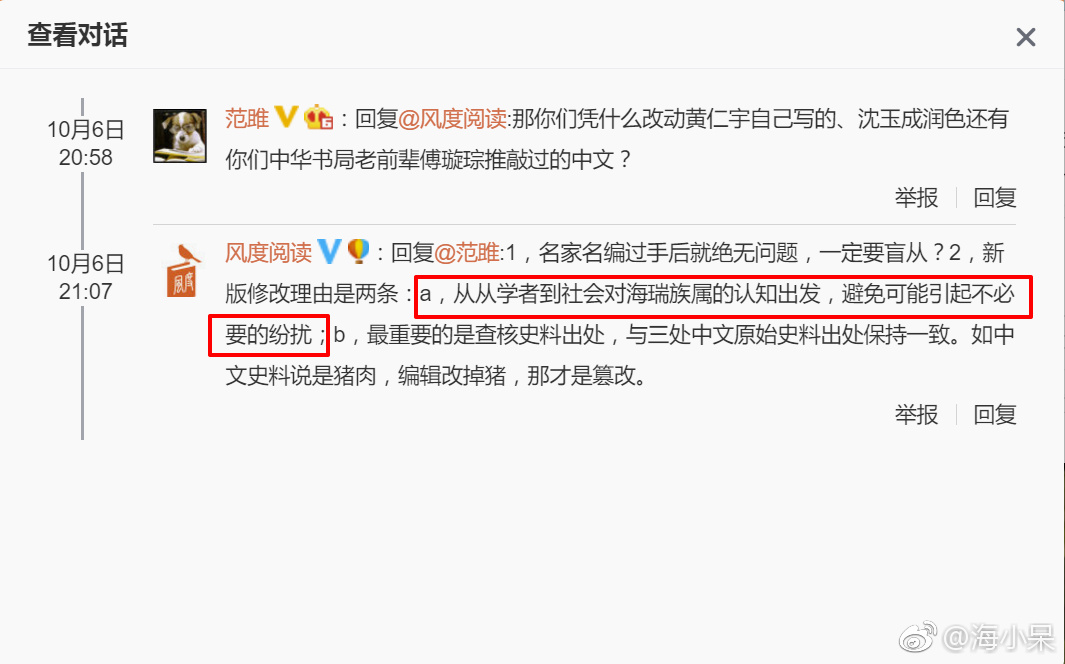 查看对话
10月6日
20:58
范雎：回复@风度阅读:那你们凭什么改动黄仁宇自己写的、沈玉成润色还有
你们中华书局老前辈傅璇琮推敲过的中文？
举报 回复
10月6日
21:07
風度
风度阅读：回复@范雎:1，名家名编过手后就绝无问题，一定要盲从？2，新
版修改理由是两条：a，从从学者到社会对海瑞族属的认知出发，避免可能引起不必
要的纷扰；b，最重要的是查核史料出处，与三处中文原始史料出处保持一致。如中
文史料说是猪肉，编辑改掉猪，那才是篡改。
举报 回复
@海小呆